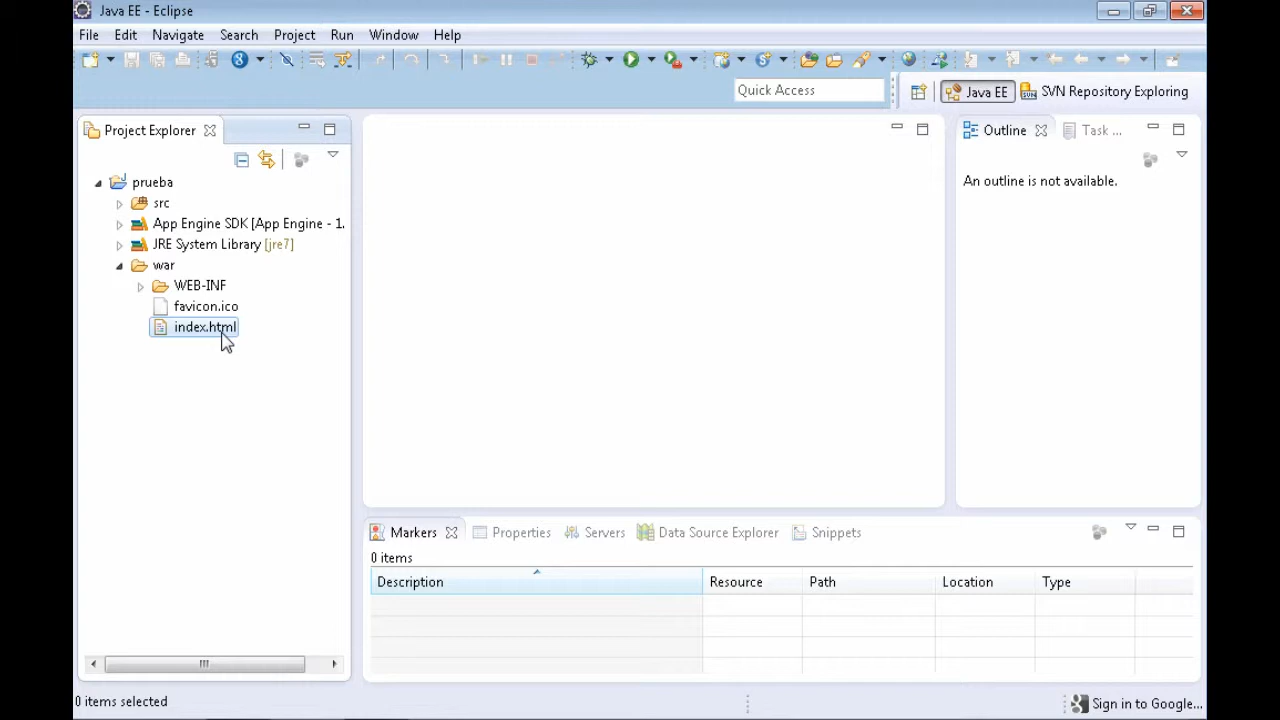 Java EE - Eclipse
File Edit Navigate Search Project Run Window Help
Quick Access
Java EE
SVN Repository Exploring
Project Explorer
prueba
src
App Engine SDK [App Engine - 1.
JRE System Library [jre7]
war
WEB-INF
favicon.ico
index.html
Outline
Task ...
An outline is not available.
Markers
Properties
Servers
Data Source Explorer
Snippets
0 items
Description Resource Path Location Type
0 items selected
Sign in to Google...